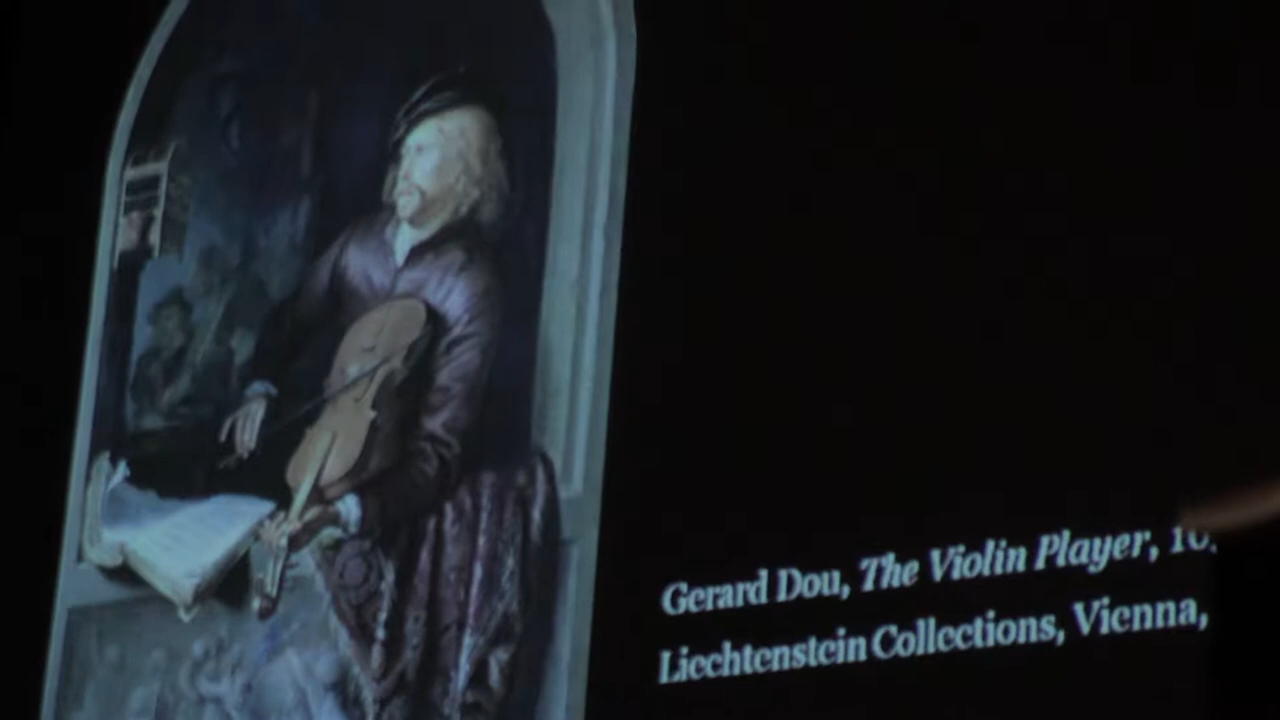 Gerard Dou, The Violin Player,
Liechtenstein Collections, Vienna,